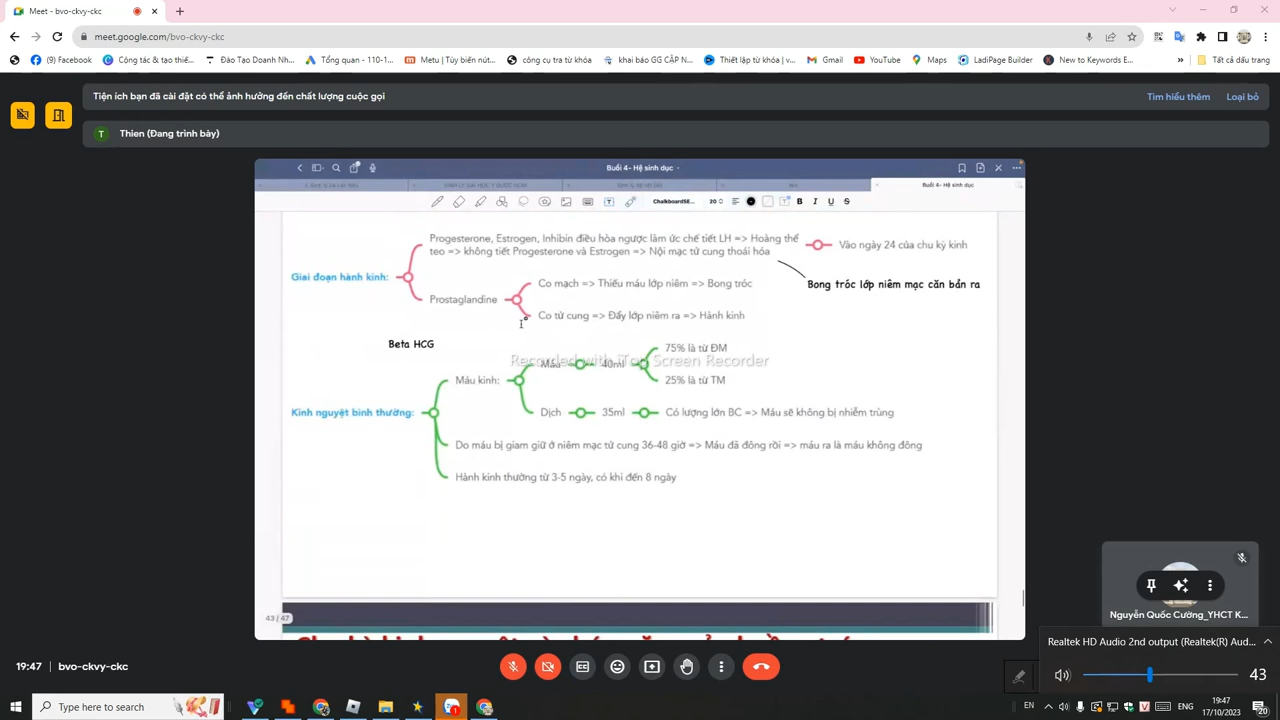 Meet - bvo-ckvy-ckc
meet.google.com/bvo-ckvy-ckc
(9) Facebook
Công tác & tạo thiế...
Đào Tạo Doanh Nh...
Tổng quan - 110-1...
Metu | Tùy biến nút...
công cụ tra từ khóa
khai báo GG CẬP N...
Thiết lập từ khóa | v...
Gmail
YouTube
Maps
LadiPage Builder
New to Keywords E...
»
Tất cả dấu trang
Tiện ích bạn đã cài đặt có thể ảnh hưởng đến chất lượng cuộc gọi
Tìm hiểu thêm
Loại bỏ
T
Thien (Đang trình bày)
Buổi 4- Hệ sinh dục
Buổi 4- Hệ sinh dục
ChalkboardSE...
20
B I U S
Progesterone, Estrogen, Inhibin điều hòa ngược làm ức chế tiết LH => Hoàng thể
teo => không tiết Progesterone và Estrogen => Nội mạc tử cung thoái hóa
Vào ngày 24 của chu kỳ kinh
Giai đoạn hành kinh:
Bong tróc lớp niêm mạc căn bản ra
Prostaglandine
Co mạch => Thiếu máu lớp niêm => Bong tróc
Co tử cung => Đẩy lớp niêm ra => Hành kinh
Beta HCG
Recorded with iTop Screen Recorder
Kinh nguyệt bình thường:
Máu kinh:
Máu
40ml
75% là từ ĐM
25% là từ TM
Dịch
35ml
Có lượng lớn BC => Máu sẽ không bị nhiễm trùng
Do máu bị giam giữ ở niêm mạc tử cung 36-48 giờ => Máu đã đông rồi => máu ra là máu không đông
Hành kinh thường từ 3-5 ngày, có khi đến 8 ngày
43 / 47
Nguyễn Quốc Cường_YHCT K...
Realtek HD Audio 2nd output (Realtek(R) Aud...
43
19:47
bvo-ckvy-ckc
Type here to search
EN
ENG
19:47
17/10/2023
20